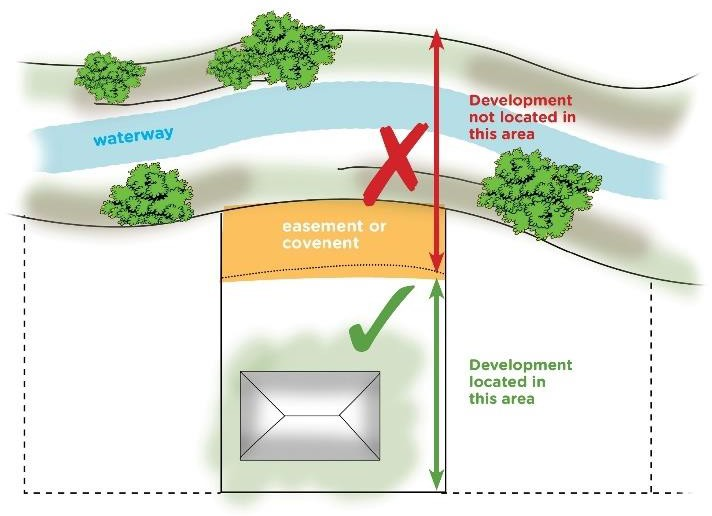 Development
not located in
this area
waterway
easement or
covenent
Development
located in
this area